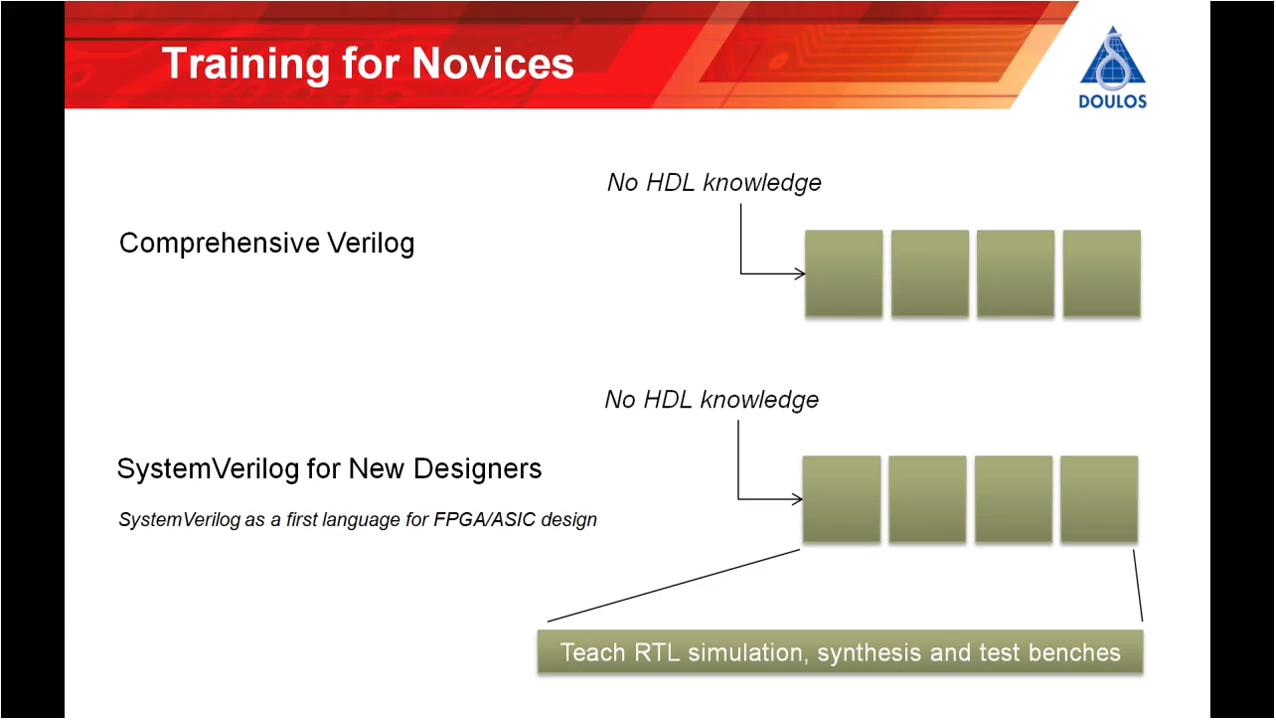 Training for Novices
DOULOS
No HDL knowledge
Comprehensive Verilog
No HDL knowledge
SystemVerilog for New Designers
SystemVerilog as a first language for FPGA/ASIC design
Teach RTL simulation, synthesis and test benches